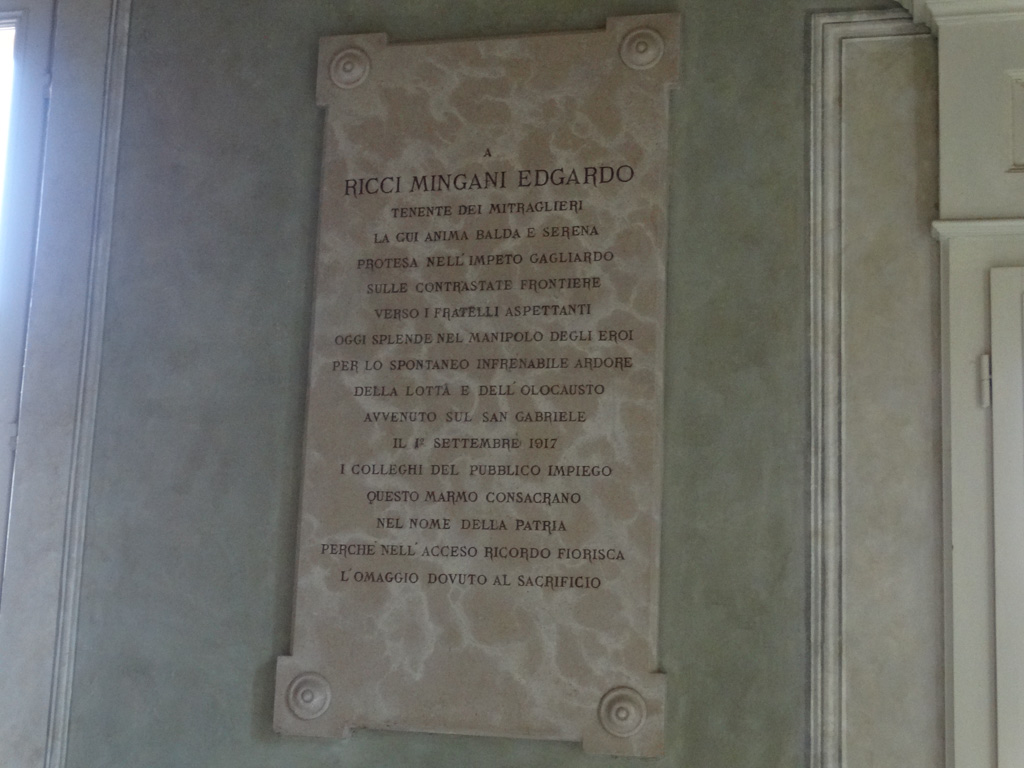 A
RICCI MINGANI EDGARDO
TENENTE DEI MITRAGLIERI
LA CUI ANIMA BALDA E SERENA
PROTESA NELL'IMPETO GAGLIARDO
SULLE CONTRASTATE FRONTIERE
VERSO I FRATELLI ASPETTANTI
OGGI SPLENDE NEL MANIPOLO DEGLI EROI
PER LO SPONTANEO INFRENABILE ARDORE
DELLA LOTTA E DELL'OLOCAUSTO
AVVENUTO SUL SAN GABRIELE
IL 1° SETTEMBRE 1917
I COLLEGHI DEL PUBBLICO IMPIEGO
QUESTO MARMO CONSACRANO
NEL NOME DELLA PATRIA
PERCHE' NELL'ACCESO RICORDO FIORISCA
L'OMAGGIO DOVUTO AL SACRIFICIO